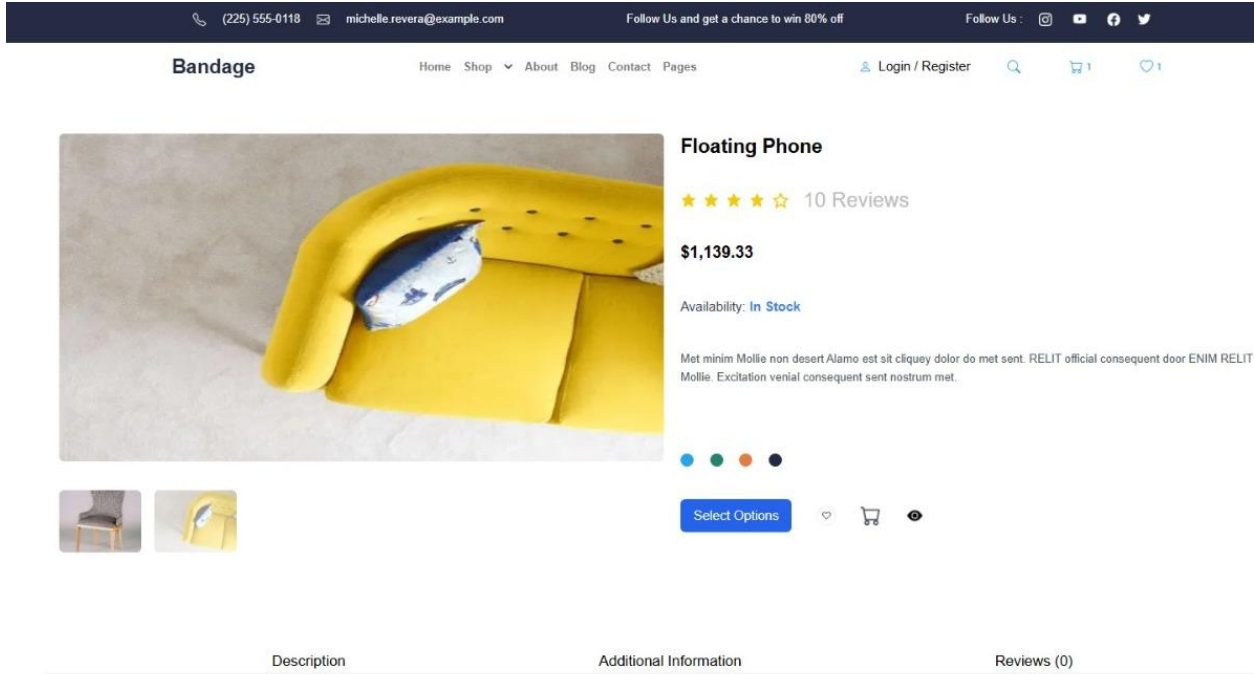 (225) 555-0118 michelle.revera@example.com Follow Us and get a chance to win 80% off Follow Us :
Bandage Home Shop About Blog Contact Pages Login / Register 1 1
Floating Phone
10 Reviews
$1,139.33
Availability: In Stock
Met minim Mollie non desert Alamo est sit cliquey dolor do met sent. RELIT official consequent door ENIM RELIT
Mollie. Excitation venial consequent sent nostrum met.
Select Options
Description Additional Information Reviews (0)